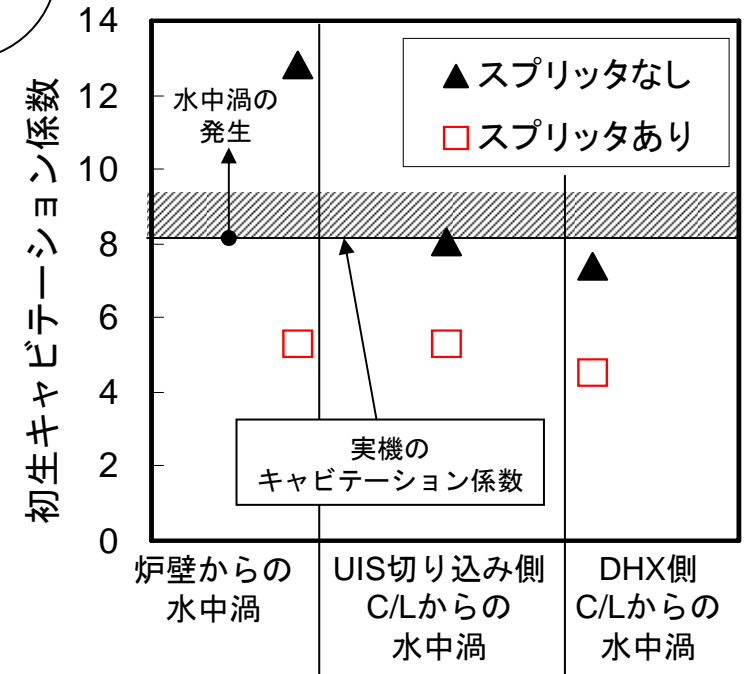 初生キャビテーション係数
14
12
10
8
6
4
2
0
スプリッタなし
スプリッタあり
水中渦の
発生
実機の
キャビテーション係数
炉壁からの
水中渦
UIS切り込み側
C/Lからの
水中渦
DHX側
C/Lからの
水中渦